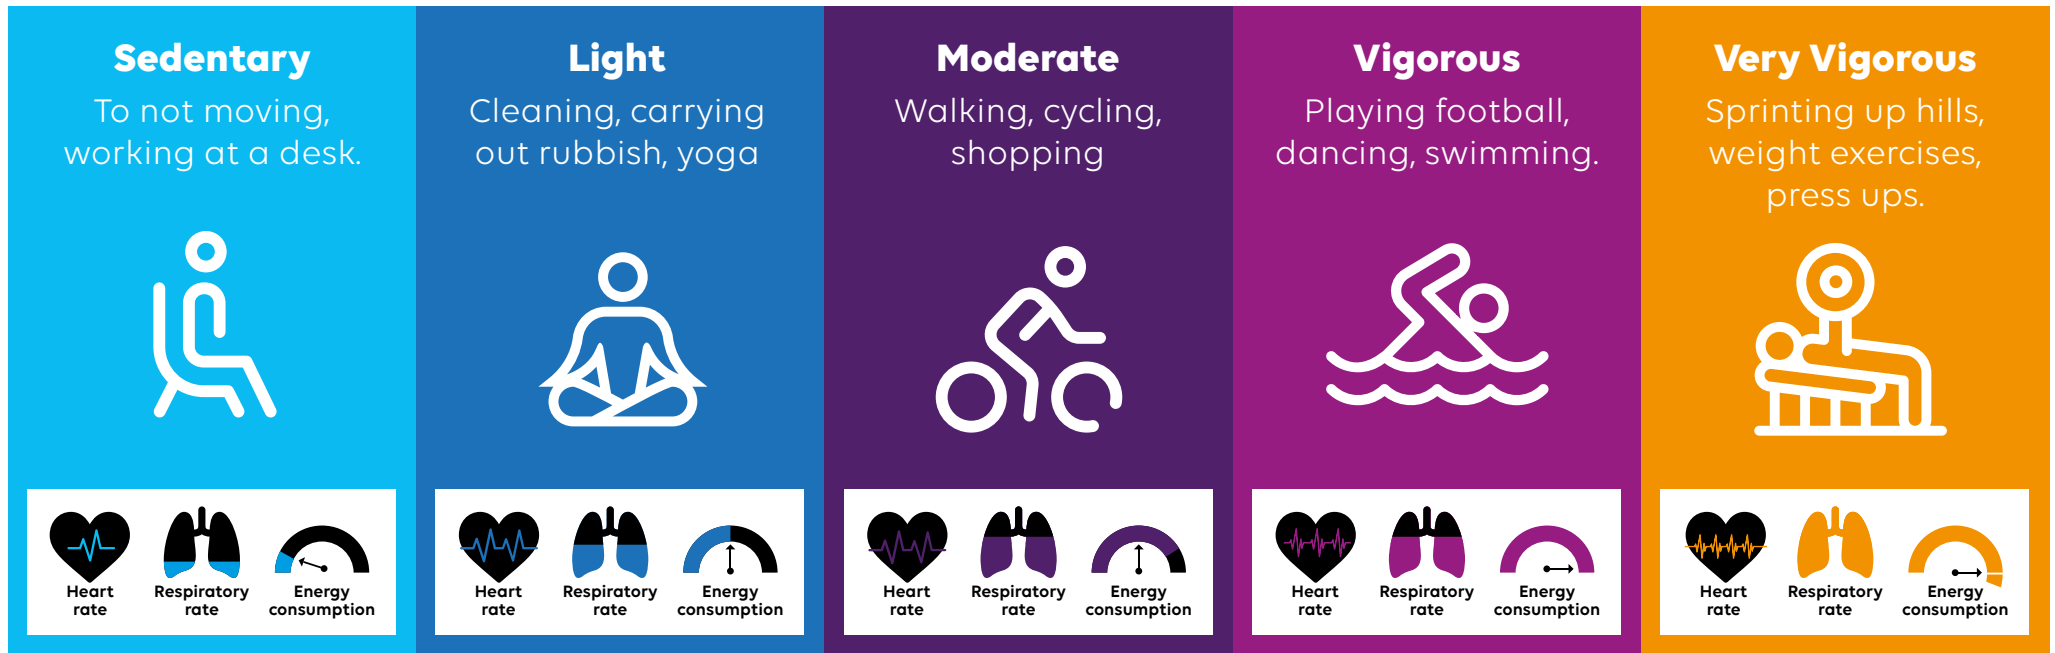 Sedentary
To not moving,
working at a desk.
Heart
rate
Respiratory
rate
Energy
consumption
Light
Cleaning, carrying
out rubbish, yoga
Heart
rate
Respiratory
rate
Energy
consumption
Moderate
Walking, cycling,
shopping
Heart
rate
Respiratory
rate
Energy
consumption
Vigorous
Playing football,
dancing, swimming.
Heart
rate
Respiratory
rate
Energy
consumption
Very Vigorous
Sprinting up hills,
weight exercises,
press ups.
Heart
rate
Respiratory
rate
Energy
consumption